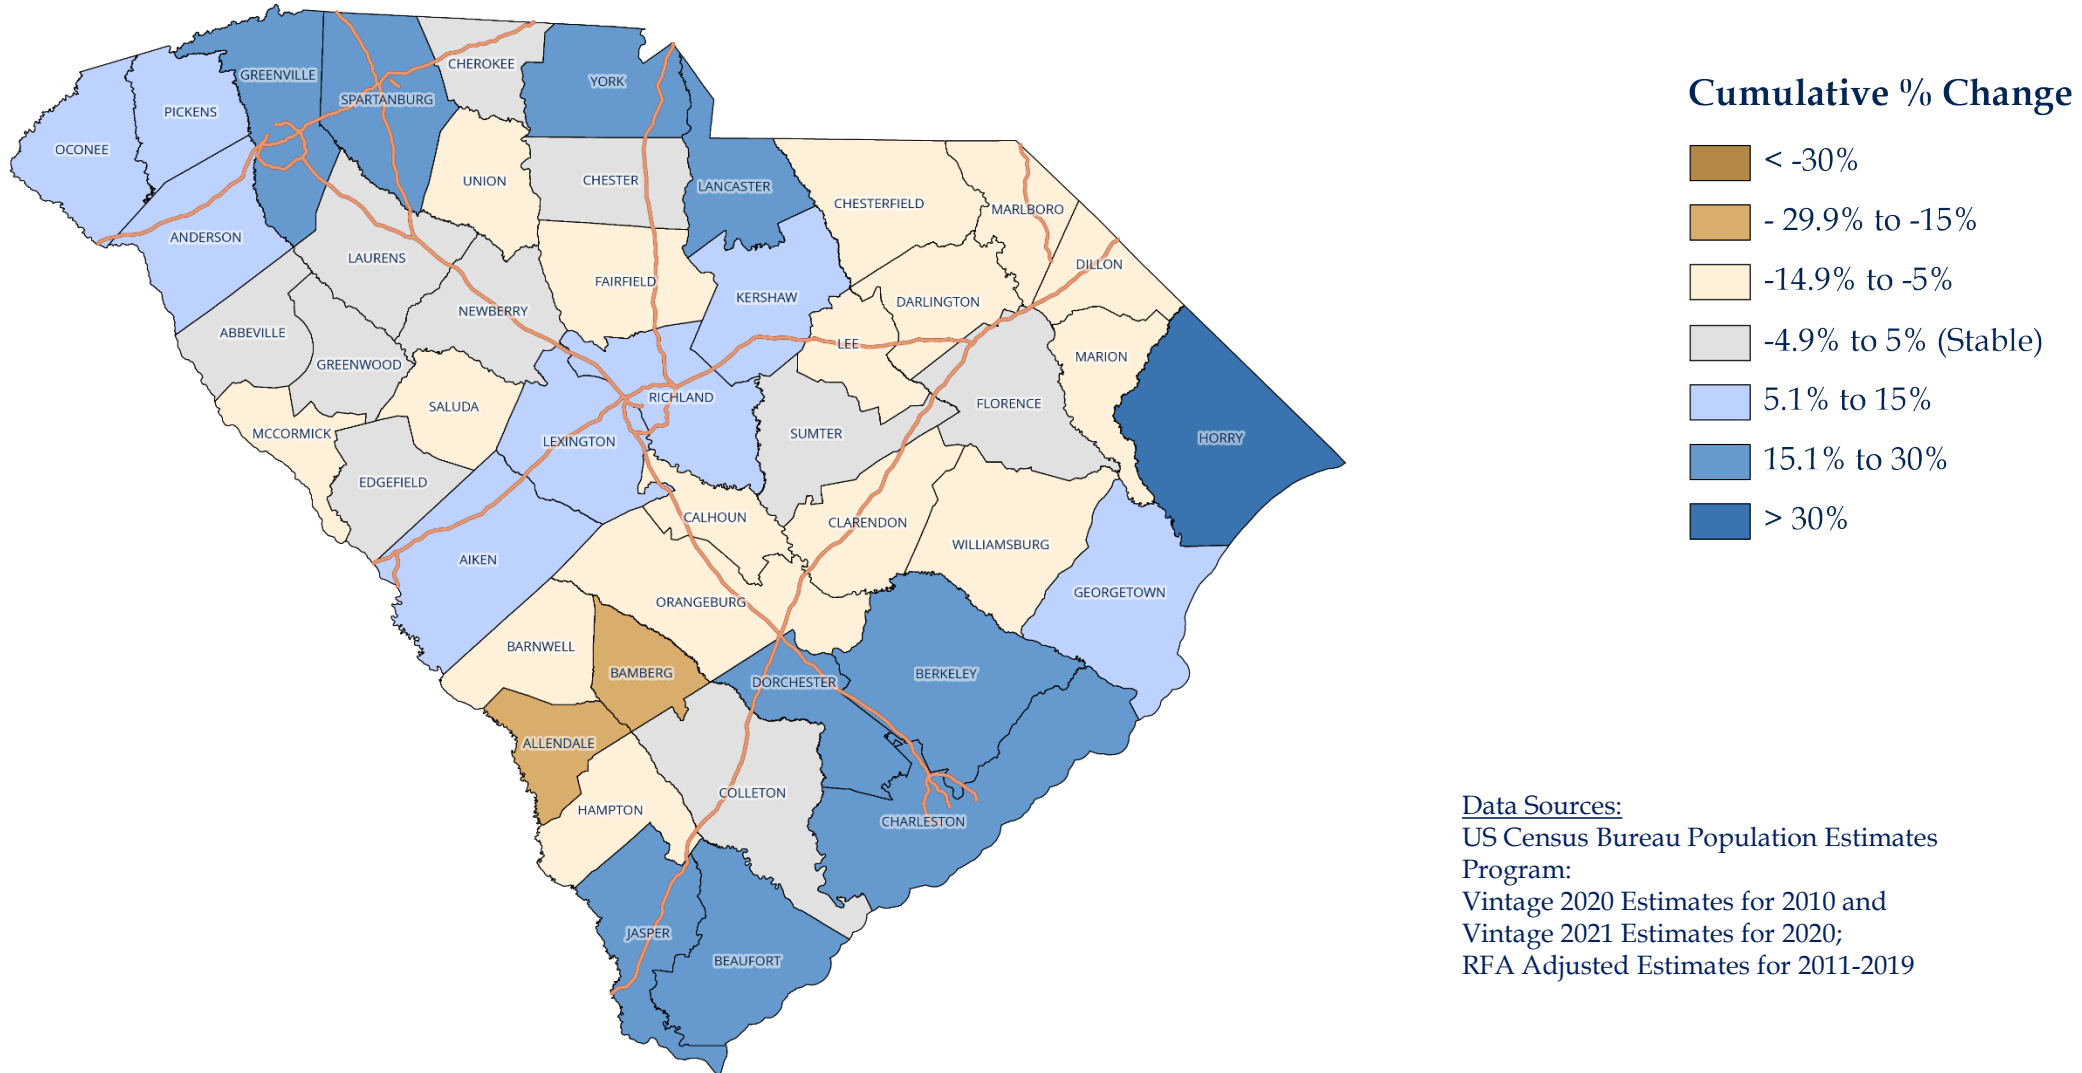 CHEROKEE
GREENVILLE
YORK
SPARTANBURG
PICKENS
OCONEE
UNION
CHESTER
LANCASTER
CHESTERFIELD
MARLBORO
ANDERSON
LAURENS
DILLON
FAIRFIELD
KERSHAW
DARLINGTON
NEWBERRY
ABBEVILLE
LEE
MARION
GREENWOOD
RICHLAND
FLORENCE
SALUDA
MCCORMICK
SUMTER
HORRY
LEXINGTON
EDGEFIELD
CALHOUN
CLARENDON
WILLIAMSBURG
AIKEN
GEORGETOWN
ORANGEBURG
BARNWELL
BAMBERG
BERKELEY
DORCHESTER
ALLENDALE
COLLETON
HAMPTON
CHARLESTON
JASPER
BEAUFORT
Cumulative % Change
< -30%
- 29.9% to -15%
-14.9% to -5%
-4.9% to 5% (Stable)
5.1% to 15%
15.1% to 30%
> 30%
Data Sources:
US Census Bureau Population Estimates
Program:
Vintage 2020 Estimates for 2010 and
Vintage 2021 Estimates for 2020;
RFA Adjusted Estimates for 2011-2019